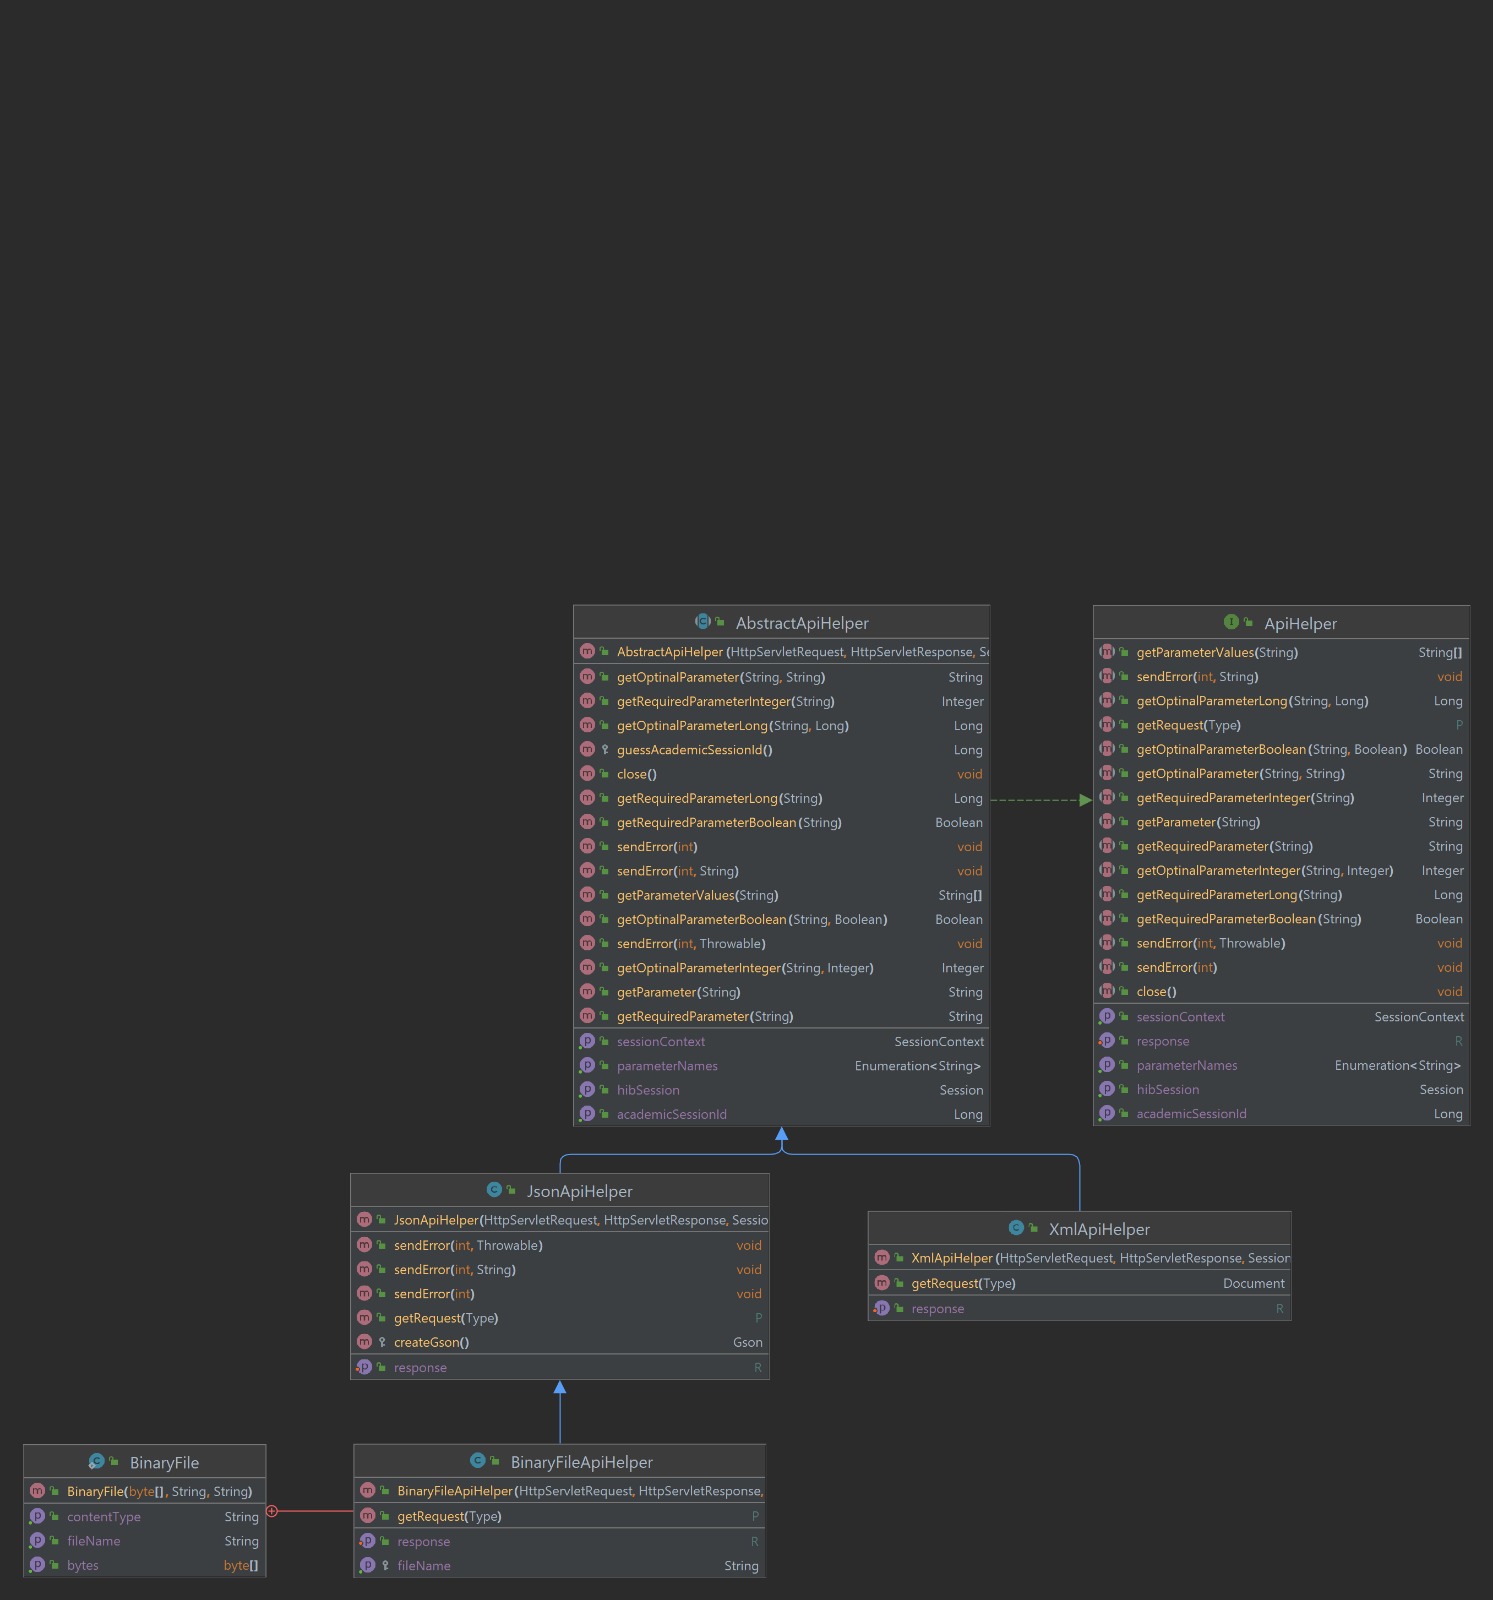 AbstractApiHelper
AbstractApiHelper(HttpServletRequest, HttpServletResponse, Se
getOptinalParameter(String, String) String
getRequiredParameterInteger(String) Integer
getOptinalParameterLong(String, Long) Long
guessAcademicSessionId() Long
close() void
getRequiredParameterLong(String) Long
getRequiredParameterBoolean(String) Boolean
sendError(int) void
sendError(int, String) void
getParameterValues(String) String[]
getOptinalParameterBoolean(String, Boolean) Boolean
sendError(int, Throwable) void
getOptinalParameterInteger(String, Integer) Integer
getParameter(String) String
getRequiredParameter(String) String
sessionContext SessionContext
parameterNames Enumeration<String>
hibSession Session
academicSessionId Long
ApiHelper
getParameterValues(String) String[]
sendError(int, String) void
getOptinalParameterLong(String, Long) Long
getRequest(Type) P
getOptinalParameterBoolean(String, Boolean) Boolean
getOptinalParameter(String, String) String
getRequiredParameterInteger(String) Integer
getParameter(String) String
getRequiredParameter(String) String
getOptinalParameterInteger(String, Integer) Integer
getRequiredParameterLong(String) Long
getRequiredParameterBoolean(String) Boolean
sendError(int, Throwable) void
sendError(int) void
close() void
sessionContext SessionContext
response R
parameterNames Enumeration<String>
hibSession Session
academicSessionId Long
JsonApiHelper
JsonApiHelper(HttpServletRequest, HttpServletResponse, Sessio
sendError(int, Throwable) void
sendError(int, String) void
sendError(int) void
getRequest(Type) P
createGson() Gson
response R
XmlApiHelper
XmlApiHelper(HttpServletRequest, HttpServletResponse, Session
getRequest(Type) Document
response R
BinaryFile
BinaryFile(byte[], String, String)
contentType String
fileName String
bytes byte[]
BinaryFileApiHelper
BinaryFileApiHelper(HttpServletRequest, HttpServletResponse,
getRequest(Type) P
response R
fileName String